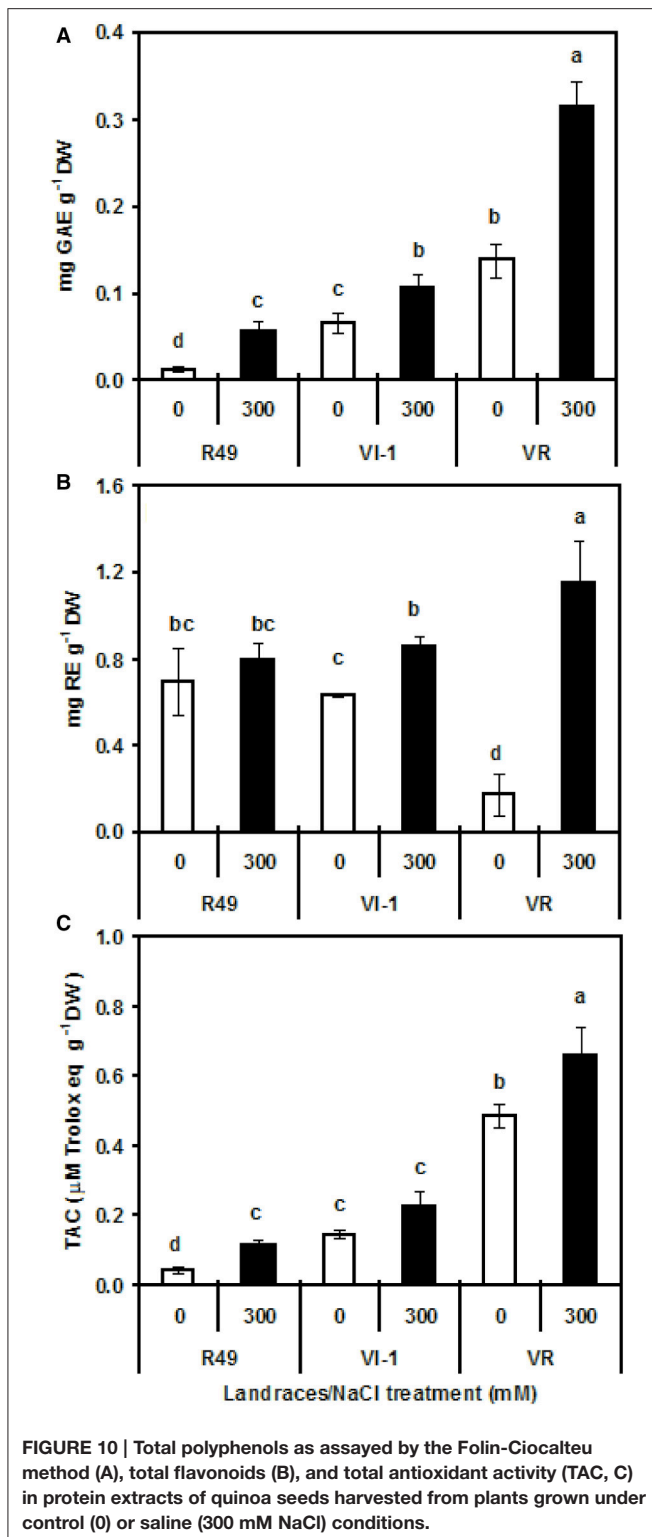 A
0.4
0.3
0.2
0.1
0.0
mg GAE g-1 DW
d
c
c
b
b
a
0 300 0 300 0 300
R49 VI-1 VR
B
1.6
1.2
0.8
0.4
0.0
mg RE g-1 DW
bc
bc
c
b
d
a
0 300 0 300 0 300
R49 VI-1 VR
C
1.0
0.8
0.6
0.4
0.2
0.0
TAC (µM Trolox eq g-1DW)
d
c
c
c
b
a
0 300 0 300 0 300
R49 VI-1 VR
Landraces/NaCl treatment (mM)
FIGURE 10 | Total polyphenols as assayed by the Folin-Ciocalteu
method (A), total flavonoids (B), and total antioxidant activity (TAC, C)
in protein extracts of quinoa seeds harvested from plants grown under
control (0) or saline (300 mM NaCl) conditions.